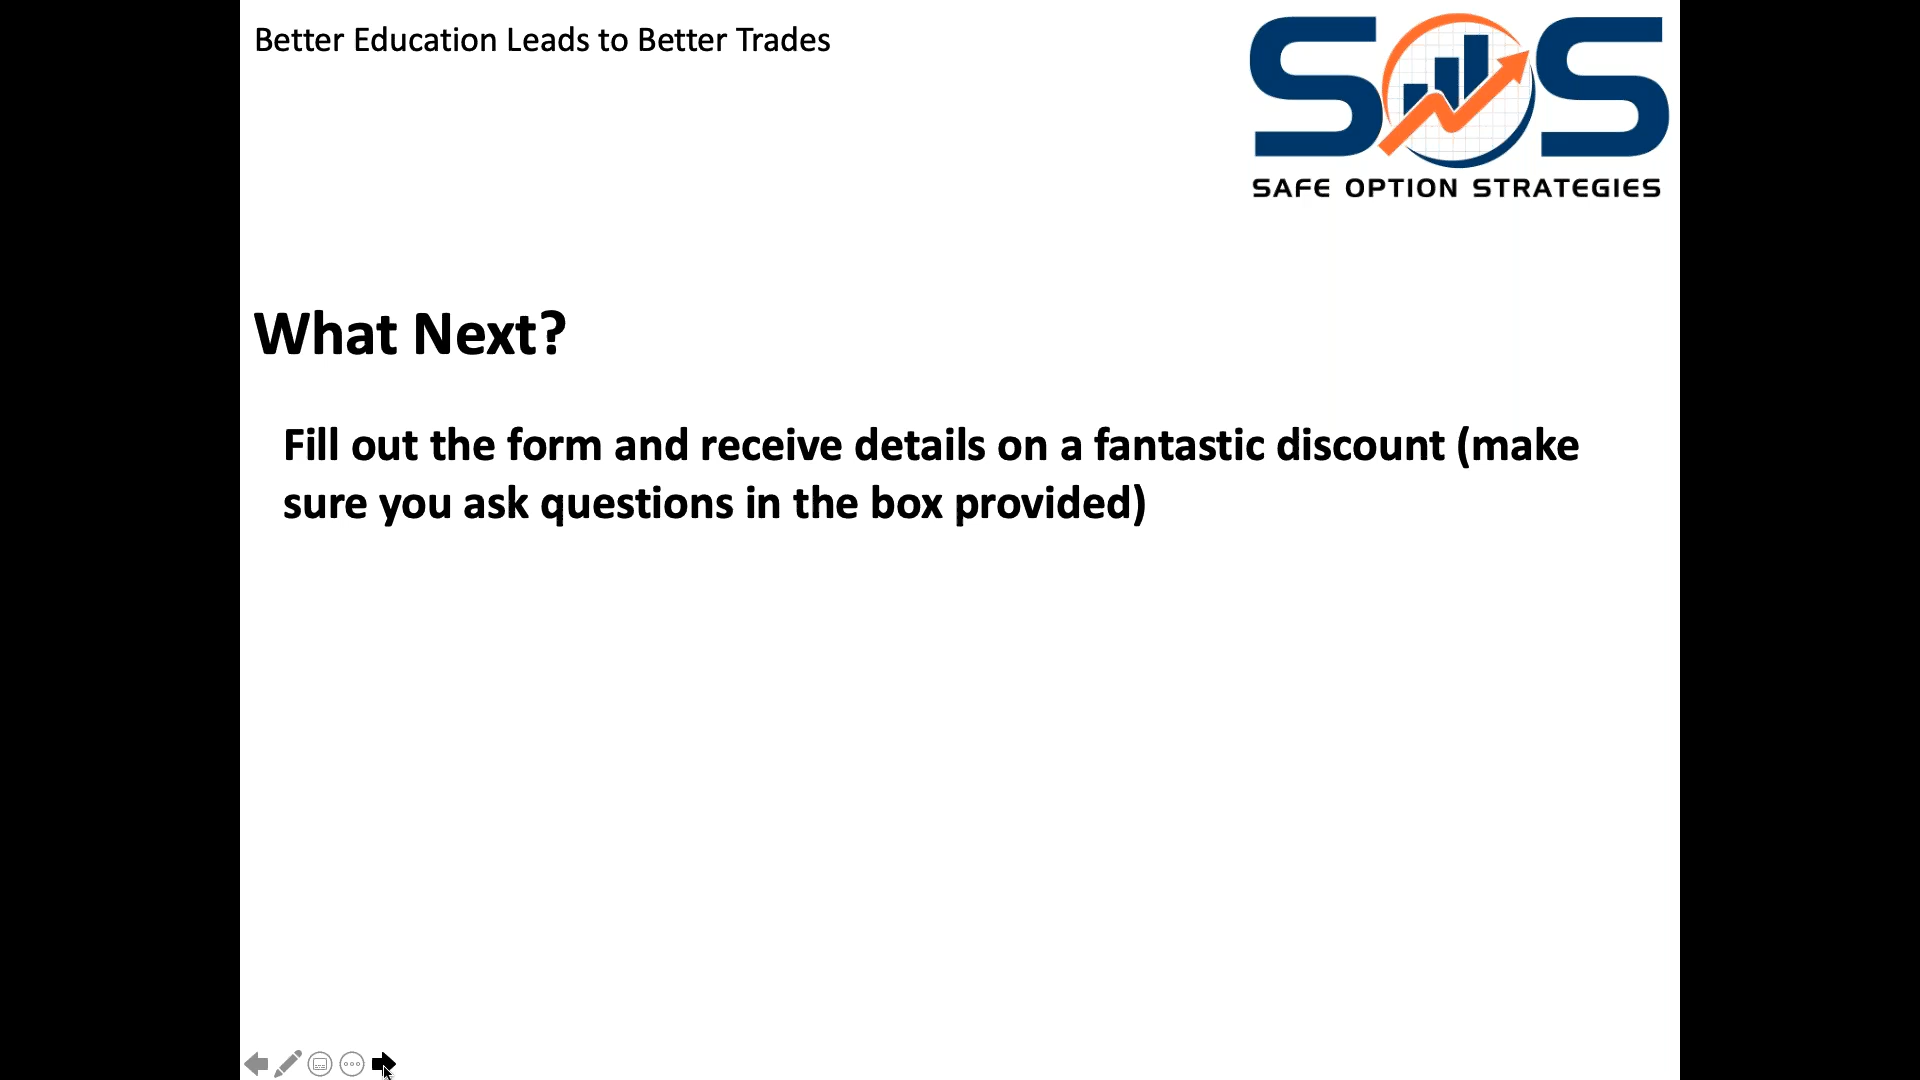 Better Education Leads to Better Trades
SOS
SAFE OPTION STRATEGIES
What Next?
Fill out the form and receive details on a fantastic discount (make
sure you ask questions in the box provided)